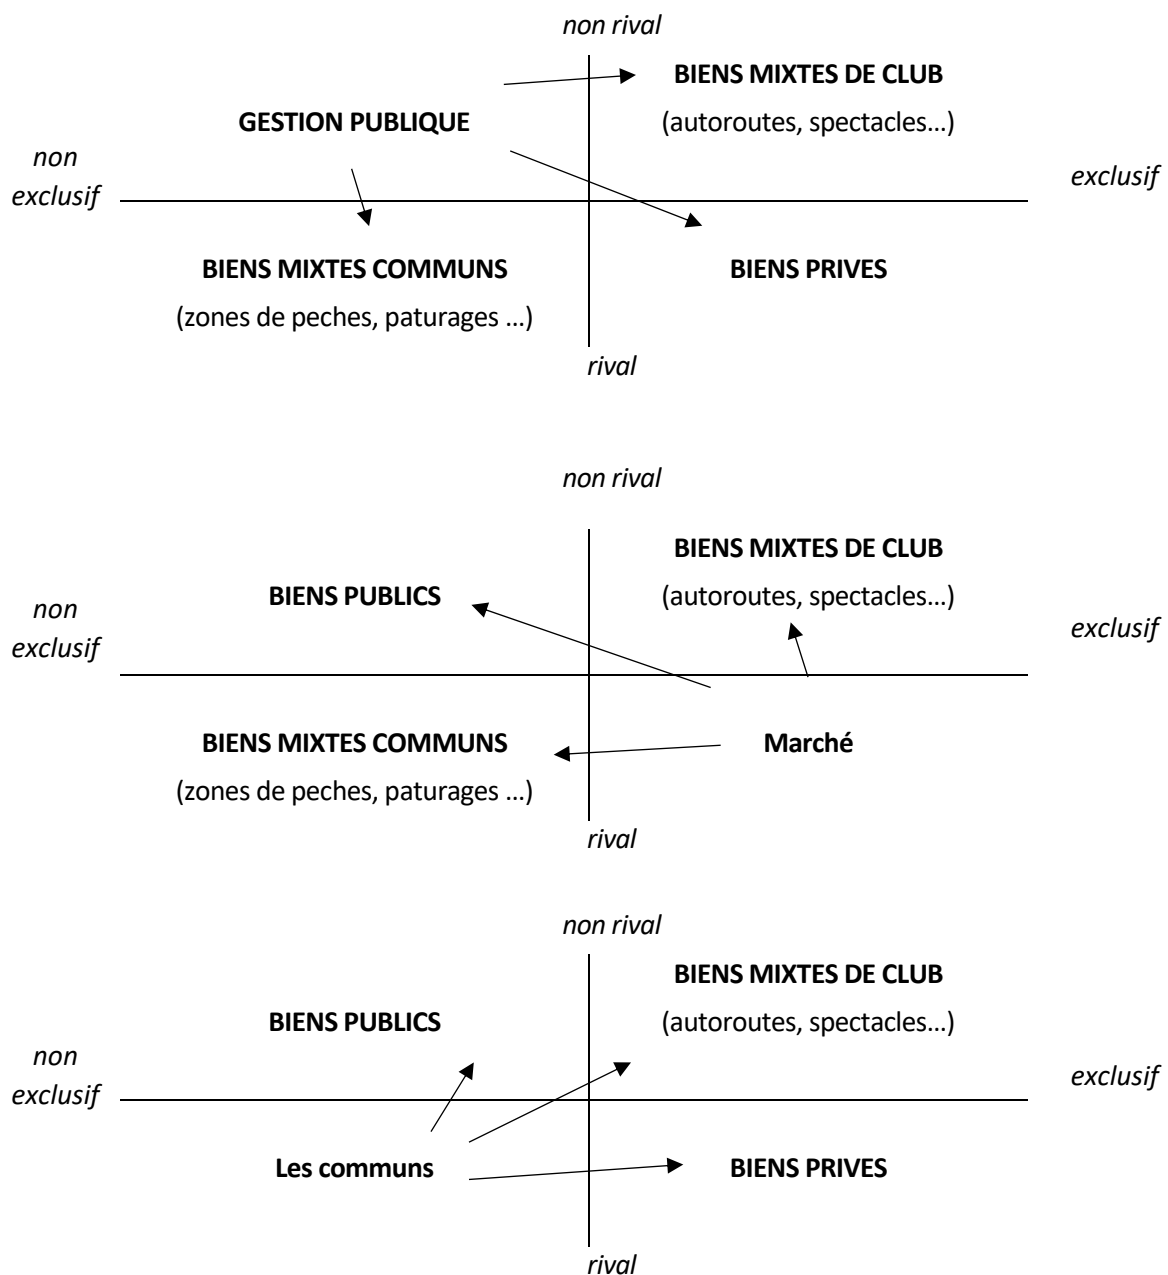 non rival
BIENS MIXTES DE CLUB
GESTION PUBLIQUE
(autoroutes, spectacles…)
non
exclusif
exclusif
BIENS MIXTES COMMUNS
BIENS PRIVES
(zones de peches, paturages …)
rival
non rival
BIENS MIXTES DE CLUB
BIENS PUBLICS
(autoroutes, spectacles…)
non
exclusif
exclusif
BIENS MIXTES COMMUNS
Marché
(zones de peches, paturages …)
rival
non rival
BIENS MIXTES DE CLUB
BIENS PUBLICS
(autoroutes, spectacles…)
non
exclusif
exclusif
Les communs
BIENS PRIVES
rival